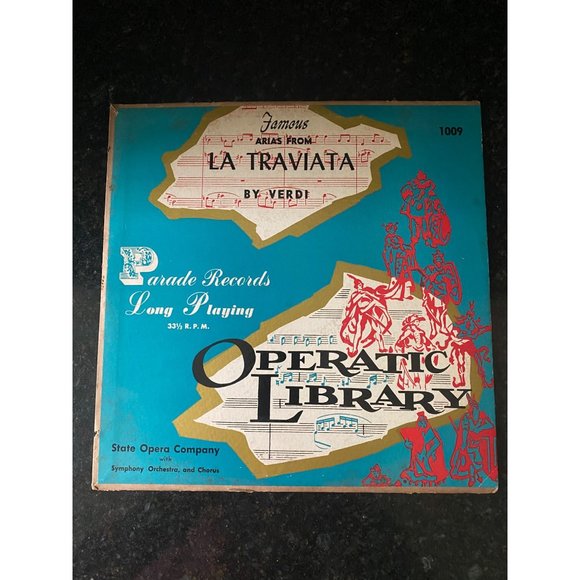 Famous
ARIAS FROM
LA TRAVIATA
BY VERDI
1009
Parade Records
Long Playing
33⅓ R.P.M.
OPERATIC
LIBRARY
State Opera Company
with
Symphony Orchestra, and Chorus